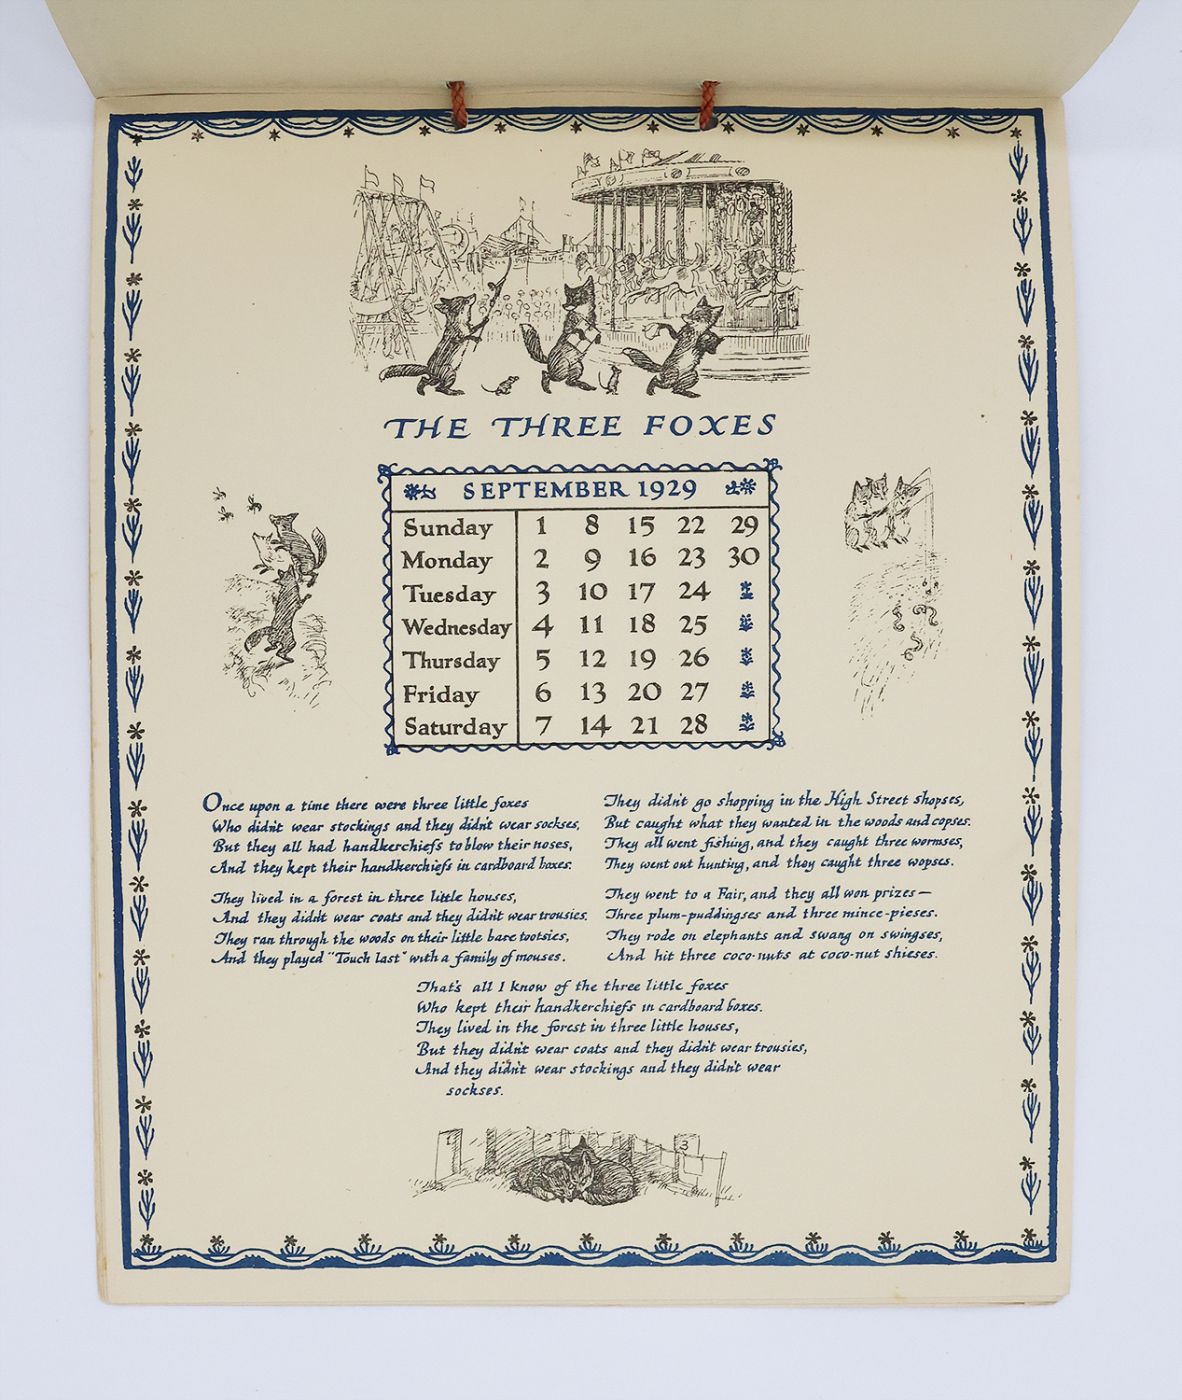 THE THREE FOXES
SEPTEMBER 1929
Sunday 1 8 15 22 29
Monday 2 9 16 23 30
Tuesday 3 10 17 24
Wednesday 4 11 18 25
Thursday 5 12 19 26
Friday 6 13 20 27
Saturday 7 14 21 28
Once upon a time there were three little foxes
Who didn't wear stockings and they didn't wear sockses,
But they all had handkerchiefs to blow their noses,
And they kept their handkerchiefs in cardboard boxes.
They lived in a forest in three little houses,
And they didn't wear coats and they didn't wear trousies.
They ran through the woods on their little bare tootsies,
And they played "Touch last" with a family of mouses.
They didn't go shopping in the High Street shopses,
But caught what they wanted in the woods and copses.
They all went fishing, and they caught three wormses,
They went out hunting, and they caught three wopses.
They went to a Fair, and they all won prizes—
Three plum-puddingses and three mince-pieses.
They rode on elephants and swang on swingses,
And hit three coco-nuts at coco-nut shieses.
That's all I know of the three little foxes
Who kept their handkerchiefs in cardboard boxes.
They lived in the forest in three little houses,
But they didn't wear coats and they didn't wear trousies,
And they didn't wear stockings and they didn't wear
sockses.
3